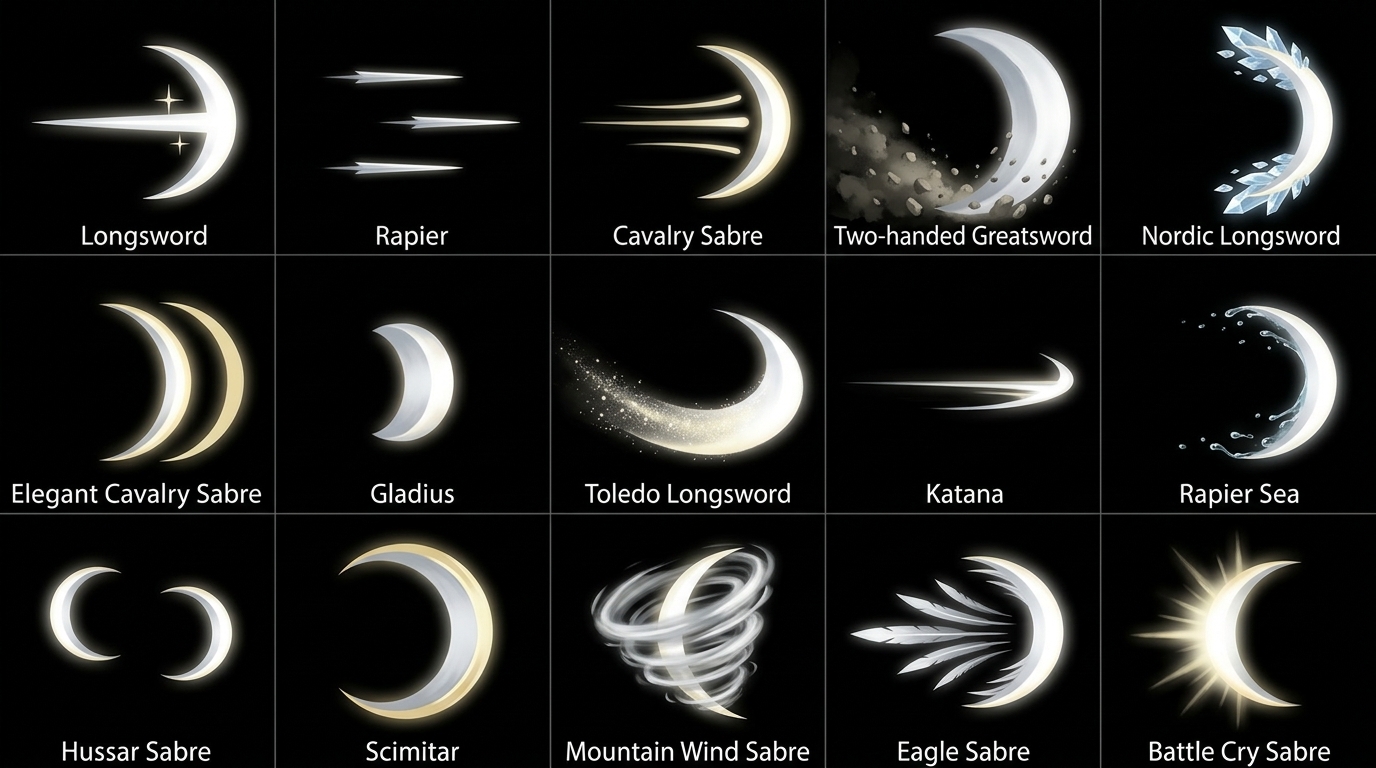 Longsword
Rapier
Cavalry Sabre
Two-handed Greatsword
Nordic Longsword
Elegant Cavalry Sabre
Gladius
Toledo Longsword
Katana
Rapier Sea
Hussar Sabre
Scimitar
Mountain Wind Sabre
Eagle Sabre
Battle Cry Sabre